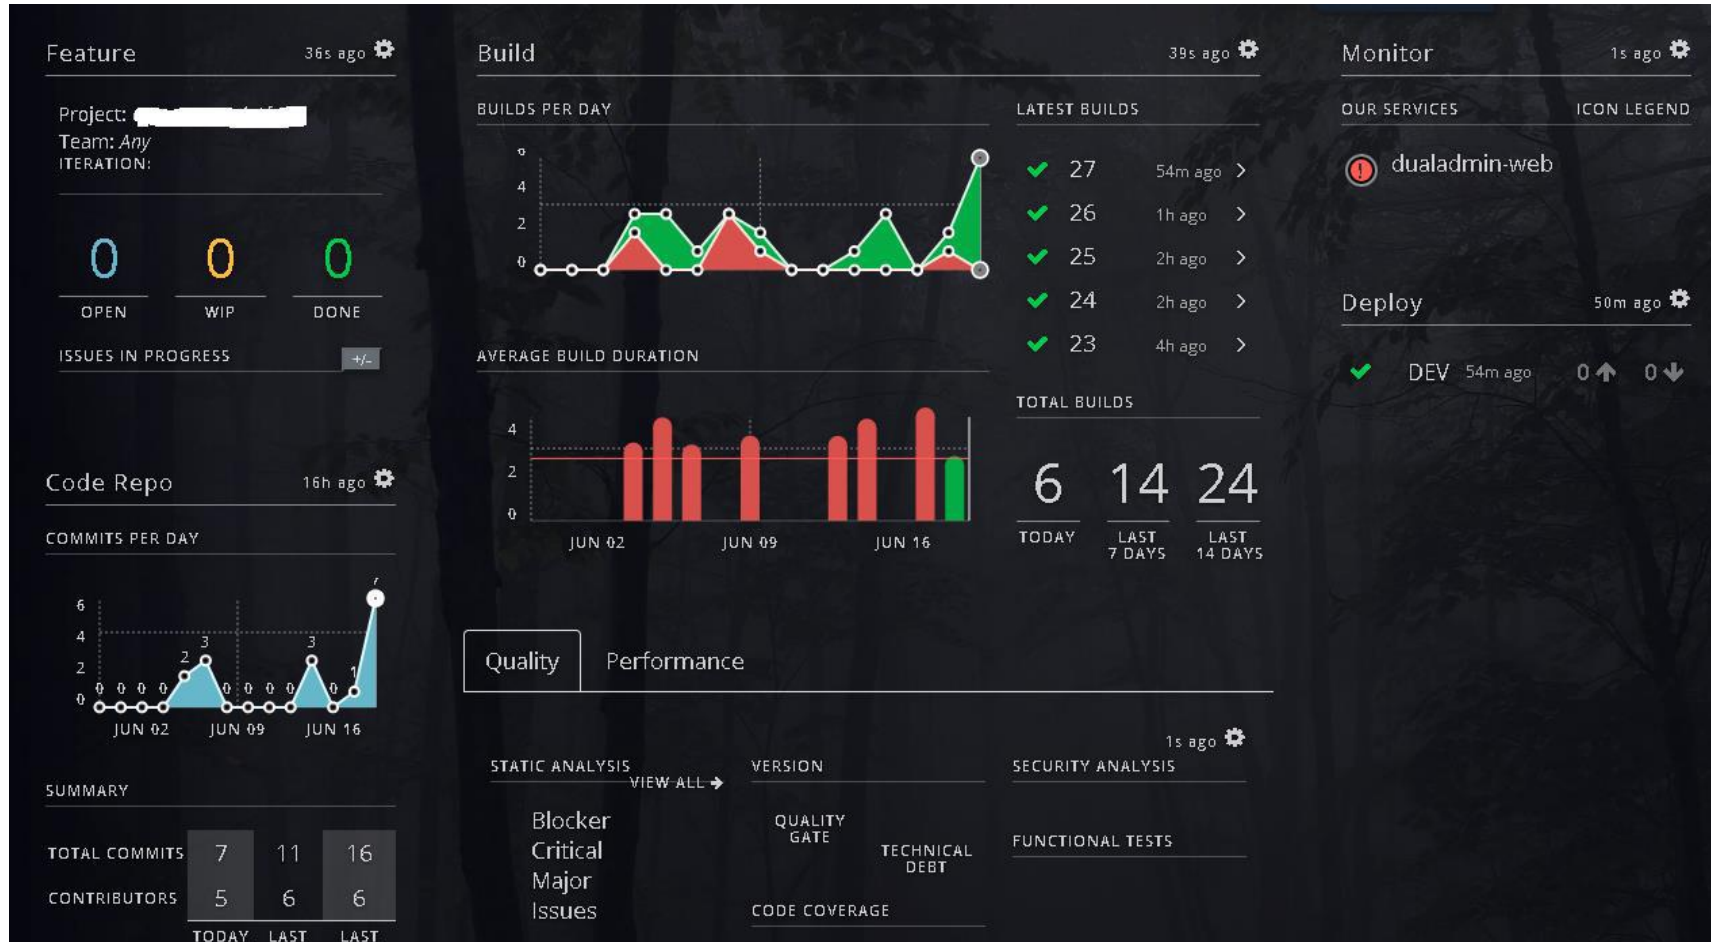 Feature 36s ago
Project:
Team: Any
ITERATION:
0 0 0
OPEN WIP DONE
ISSUES IN PROGRESS +/-
Code Repo 16h ago
COMMITS PER DAY
6
4
2
0
0 0 0 0 2 3 0 0 0 0 3 0 1
JUN 02 JUN 09 JUN 16
SUMMARY
TOTAL COMMITS 7 11 16
CONTRIBUTORS 5 6 6
TODAY LAST LAST
Build 39s ago
BUILDS PER DAY
4
2
0
AVERAGE BUILD DURATION
4
2
0
JUN 02 JUN 09 JUN 16
LATEST BUILDS
27 54m ago >
26 1h ago >
25 2h ago >
24 2h ago >
23 4h ago >
TOTAL BUILDS
6 14 24
TODAY LAST 7 DAYS LAST 14 DAYS
Quality Performance
1s ago
STATIC ANALYSIS
VIEW ALL
Blocker
Critical
Major
Issues
VERSION
QUALITY
GATE
TECHNICAL
DEBT
CODE COVERAGE
SECURITY ANALYSIS
FUNCTIONAL TESTS
Monitor 1s ago
OUR SERVICES ICON LEGEND
dualadmin-web
Deploy 50m ago
DEV 54m ago 0 0